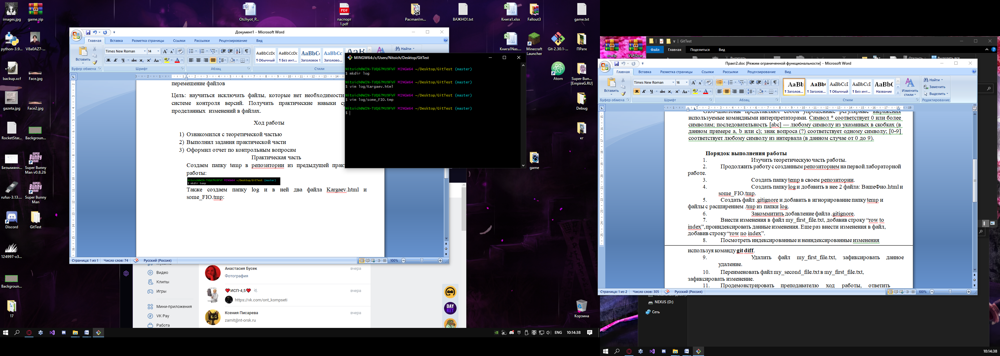 images.jpg
game.zip
Otchyot_P...
паспорт
1.pdf
PacmanIm...
ВАЖНО!.txt
Книга1.xlsx
Fallout3
game.txt
python-3.9...
V8a0AZ7-...
Книга1Nas...
Minecraft
Launcher
Git-2.30.1-...
ПРатк
backup.xcf
Face.jpg
Atom
Super-Bun...
[EmpireG.RU]
gazeta.jpg
Face2.jpg
Debug
RocketStar...
Backgroun...
кг
Безымянн...
Super Bunny
Man v0.8.26
game
rufus-3.13....
Super Bunny
Man
Discord
GitTest
124997-v3...
Backgroun...
17
Корзина
Документ1 - Microsoft Word
Главная
Вставка
Разметка страницы
Ссылки
Рассылки
Рецензирование
Вид
Вставить
Times New Roman
14
AaBbCcDc
AaBbCcDc
AaBbC
AaBbCc
¶ Обычный
¶ Без инт...
Заголовок 1
Заголово...
Найти
Буфер обмена
Шрифт
Абзац
Стили
перемещение файлов
Цель: научиться исключать файлы, которые нет необходимости
системе контроля версий. Получить практические навыки
проделанных изменений в файлах.
Ход работы
1) Ознакомился с теоретической частью
2) Выполнил задания практической части
3) Оформил отчет по контрольным вопросам
Практическая часть
Создаем папку temp в репозитории из предыдущей
работы:
Nitoich@WIN-TUQ67MU9FVF MINGW64 ~/Desktop/GitTest (master)
$ mkdir temp
Также создаем папку log и в ней два файла Kargaev.html и
some_FIO.tmp:
Страница: 1 из 1
Число слов: 74
Русский (Россия)
100%
MINGW64:/c/Users/Nitoich/Desktop/GitTest
Nitoich@WIN-TUQ67MU9FVF MINGW64 ~/Desktop/GitTest (master)
$ mkdir log
Nitoich@WIN-TUQ67MU9FVF MINGW64 ~/Desktop/GitTest (master)
$ vim log/Kargaev.html
Nitoich@WIN-TUQ67MU9FVF MINGW64 ~/Desktop/GitTest (master)
$ vim log/some_FIO.tmp
Nitoich@WIN-TUQ67MU9FVF MINGW64 ~/Desktop/GitTest (master)
$
Видео
Клипы
Игры
Мини-приложения
VK Pay
Работа
Анастасия Бусек
вчера
Фотография
❤ИСП-4,5❤
вчера
https://vk.com/ont_kompseti
Ксения Писарева
вчера
zamit@nt-orsk.ru
DAY
KEY
ENG
10:14:38
kr.zip
VLAD.rar
GitTest
Файл
Главная
Поделиться
Вид
Вырезать
Открыть
Выделить все
Практ2.doc [Режим ограниченной функциональности] - Microsoft Word
Главная
Вставка
Разметка страницы
Ссылки
Рассылки
Рецензирование
Вид
Вставить
Times New Roman
16
AaBb
AaBb
AaBbCcI
AaBbCcI
AaBbC
¶ Заголов...
¶ Заголов...
¶ Обычный
¶ Без инт...
Название
Изменить
стили
Найти
Заменить
Выделить
Буфер обмена
Шрифт
Абзац
Стили
Редактирование
Glob-шаблоны представляют собой упрощенные регулярные выражения
используемые командными интерпретаторами. Символ * соответствует 0 или более
символам; последовательность [abc] — любому символу из указанных в скобках (в
данном примере a, b или c); знак вопроса (?) соответствует одному символу; [0-9]
соответствует любому символу из интервала (в данном случае от 0 до 9).
Порядок выполнения работы
1. Изучить теоретическую часть работы.
2. Продолжить работу с созданным репозиторием на первой лабораторной
работе.
3. Создать папку temp в своем репозитории.
4. Создать папку log и добавить в нее 2 файла: ВашеФио.html и
some_FIO.tmp.
5. Создать файл .gitignore и добавить в игнорирование папку temp и
файлы с расширением .tmp из папки log.
6. Закоммитить добавление файла .gitignore.
7. Внести изменения в файл my_first_file.txt, добавив строку “row to
index”, проиндексировать данные изменения. Еще раз внести изменения в файл,
добавив строку “row no index”.
8. Посмотреть индексированные и неиндексированные изменения
используя команду git diff.
9. Удалить файл my_first_file.txt, зафиксировать данное
удаление.
10. Переименовать файл my_second_file.txt в my_first_file.txt,
зафиксировать изменение.
11. Продемонстрировать преподавателю ход работы, ответить
Страница: 1 из 2
Число слов: 305
Русский (Россия)
100%
NEXUS (D:)
Сеть
10:14:38